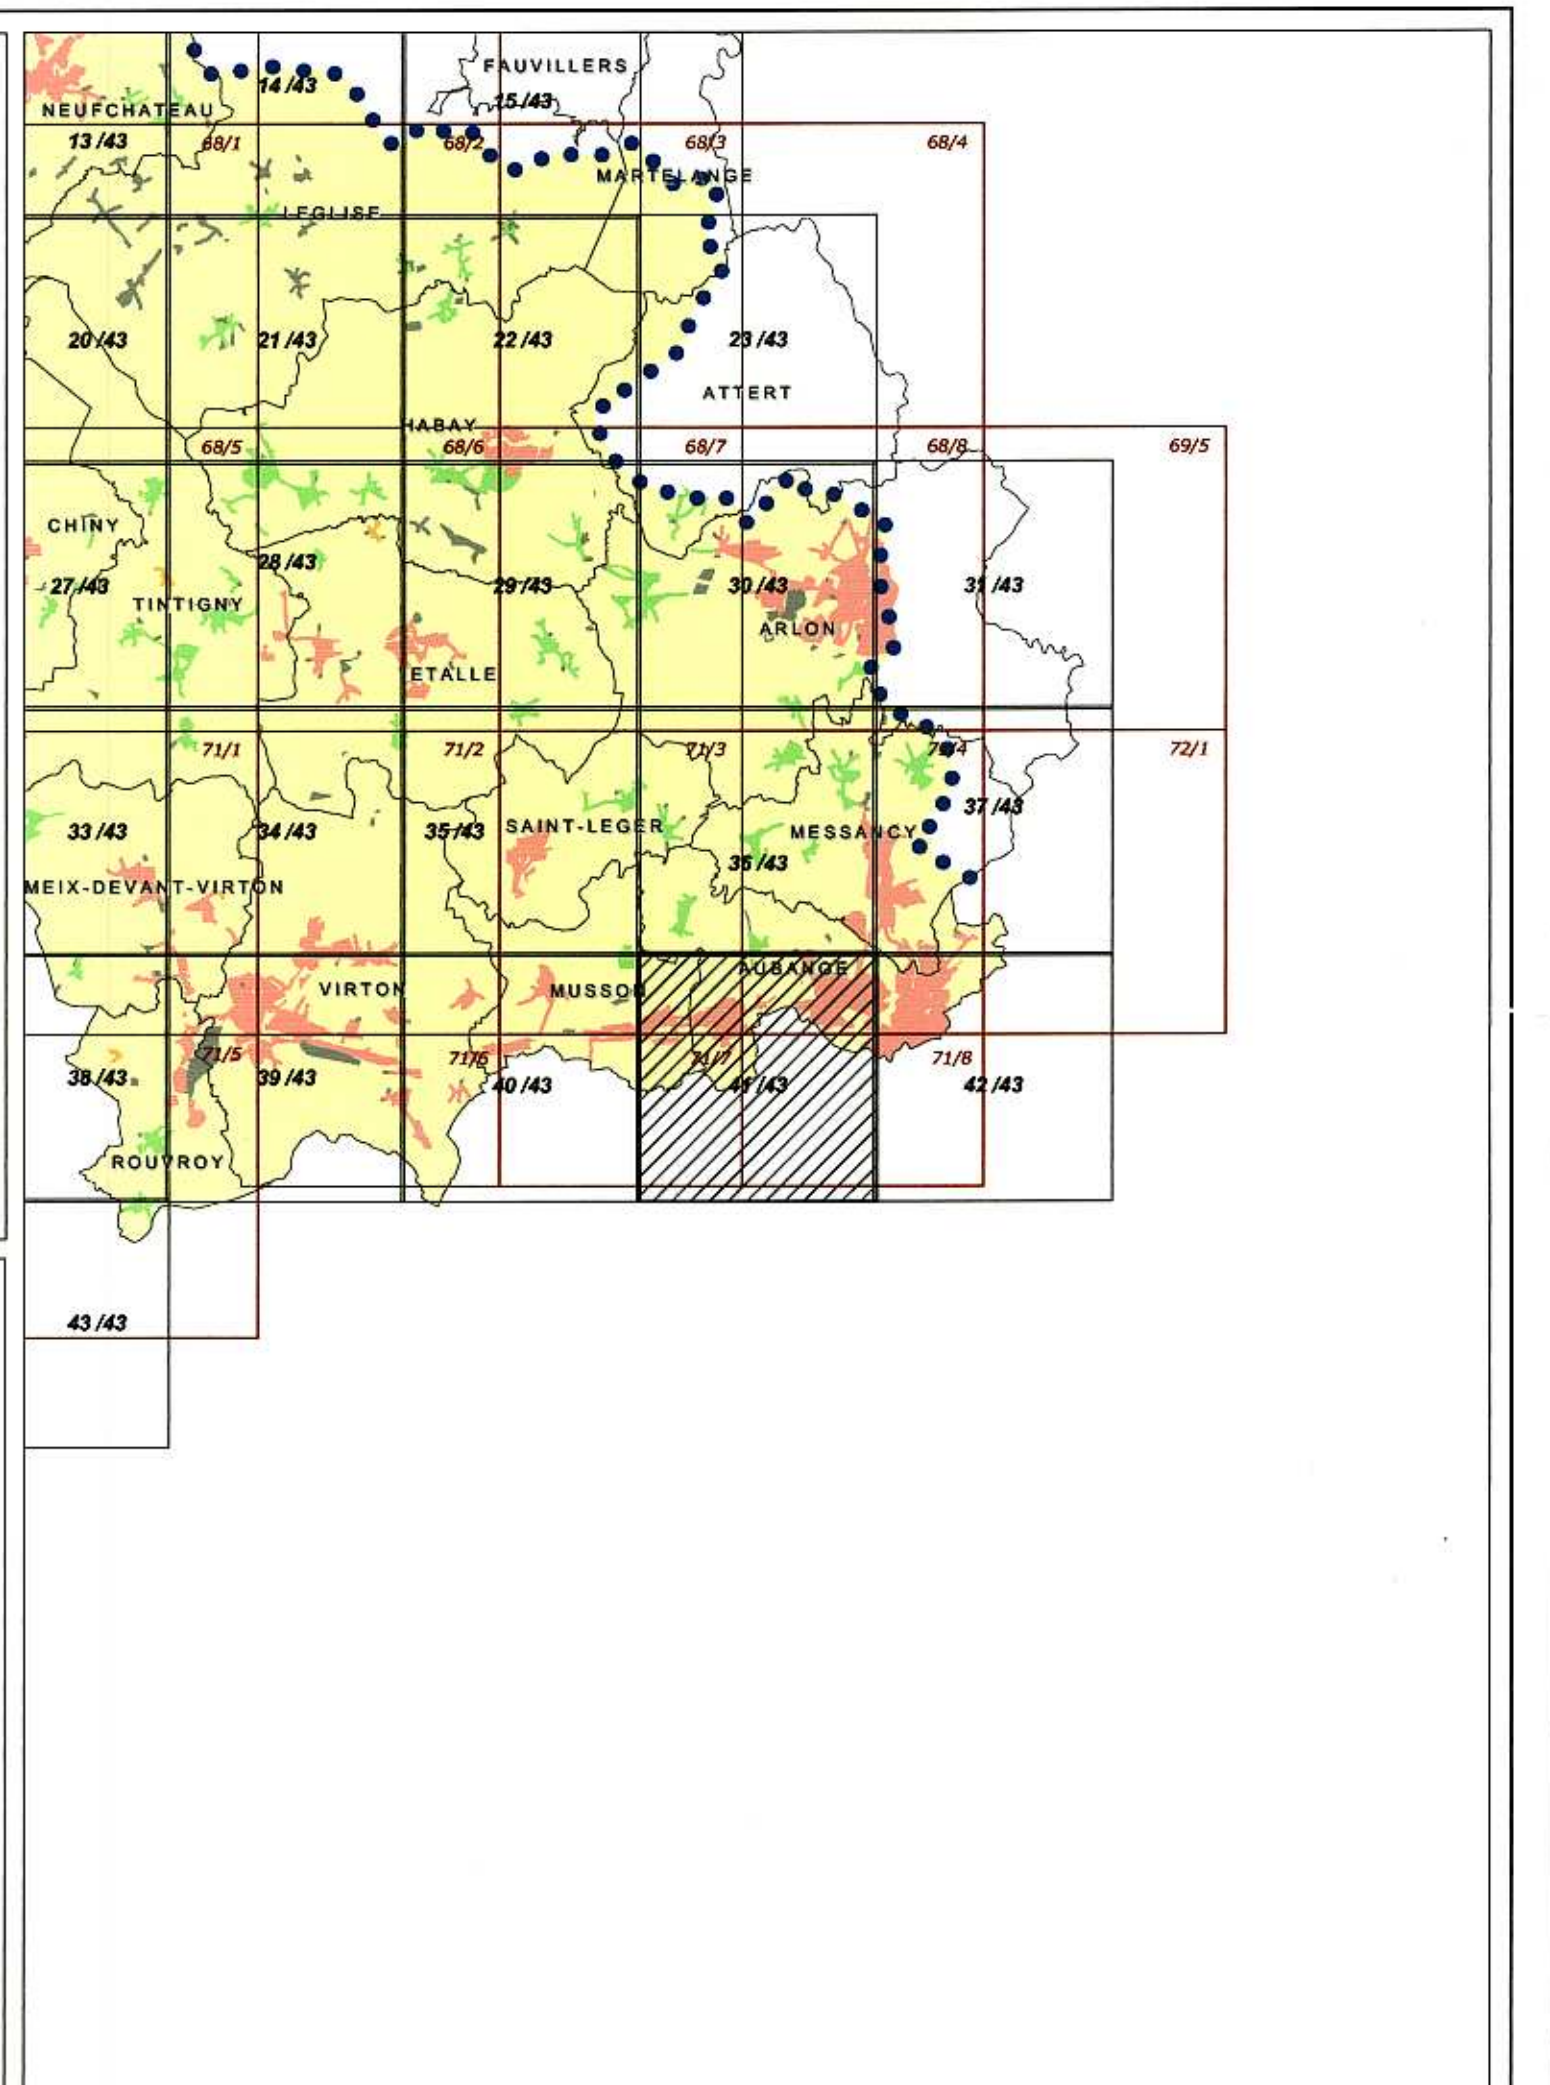 FAUVILLERS
14/43
15/43
NEUFCHATEAU
13/43
68/1
68/2
68/3
68/4
MARTELANGE
LEGLISE
20/43
21/43
22/43
23/43
ATTERT
HABAY
68/5
68/6
68/7
68/8
69/5
CHINY
28/43
27/43
29/43
30/43
31/43
TINTIGNY
ARLON
ETALLE
71/1
71/2
71/3
71/4
72/1
37/43
33/43
34/43
35/43
SAINT-LEGER
MESSANCY
36/43
MEIX-DEVANT-VIRTON
AUBANGE
VIRTON
MUSSON
71/5
71/6
71/7
71/8
38/43
39/43
40/43
41/43
42/43
ROUVROY
43/43